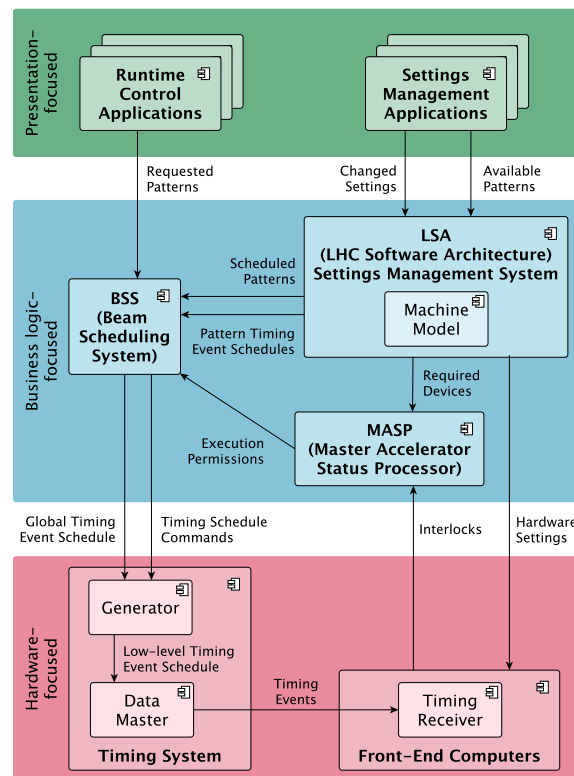 Presentation–
focused
Runtime
Control
Applications
Settings
Management
Applications
Requested
Patterns
Changed
Settings
Available
Patterns
Business logic–
focused
LSA
(LHC Software Architecture)
Settings Management System
Machine
Model
Scheduled
Patterns
BSS
(Beam
Scheduling
System)
Pattern Timing
Event Schedules
Required
Devices
MASP
(Master Accelerator
Status Processor)
Execution
Permissions
Global Timing
Event Schedule
Timing Schedule
Commands
Interlocks
Hardware
Settings
Hardware–
focused
Generator
Low-level Timing
Event Schedule
Data
Master
Timing System
Timing
Events
Timing
Receiver
Front-End Computers